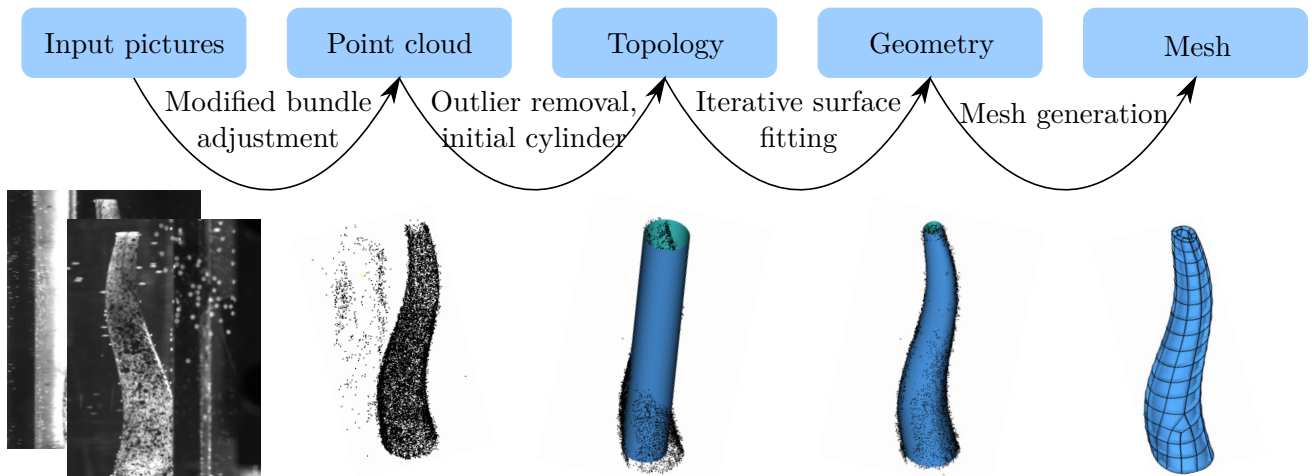 Input pictures
Point cloud
Topology
Geometry
Mesh
Modified bundle
adjustment
Outlier removal,
initial cylinder
Iterative surface
fitting
Mesh generation